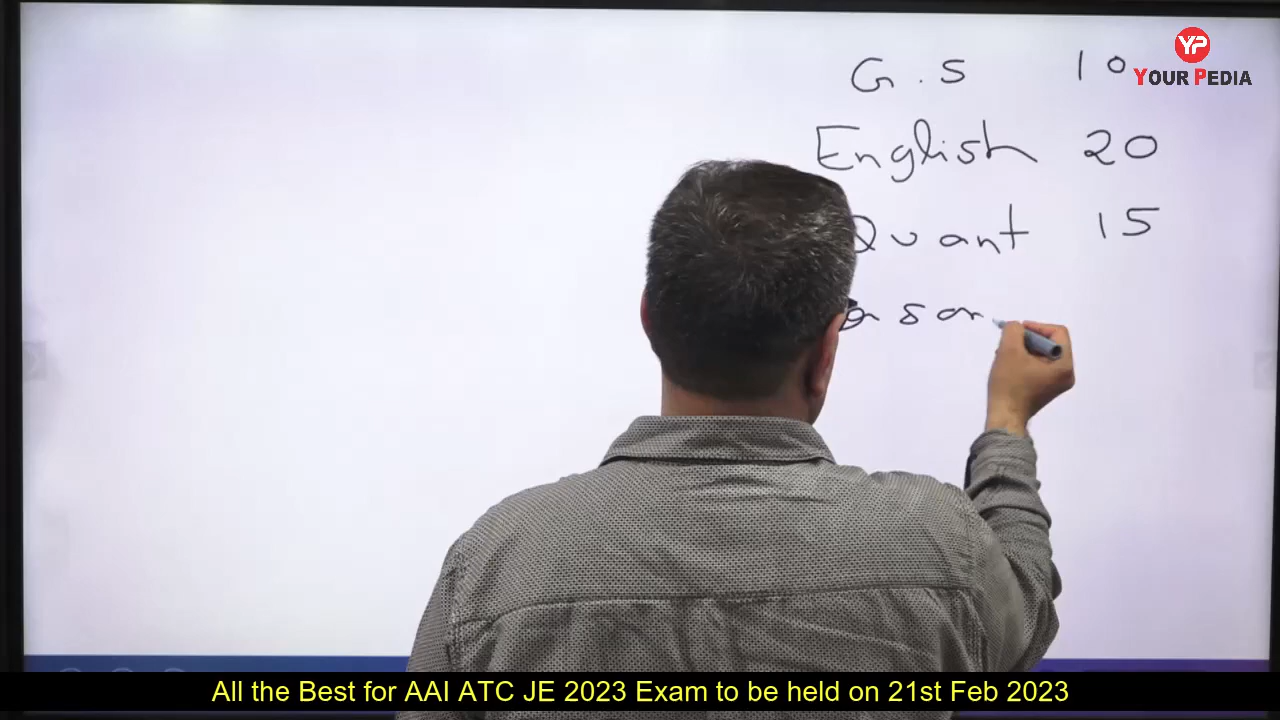 G.S 10
YP
YOUR PEDIA
English 20
Quant 15
All the Best for AAI ATC JE 2023 Exam to be held on 21st Feb 2023